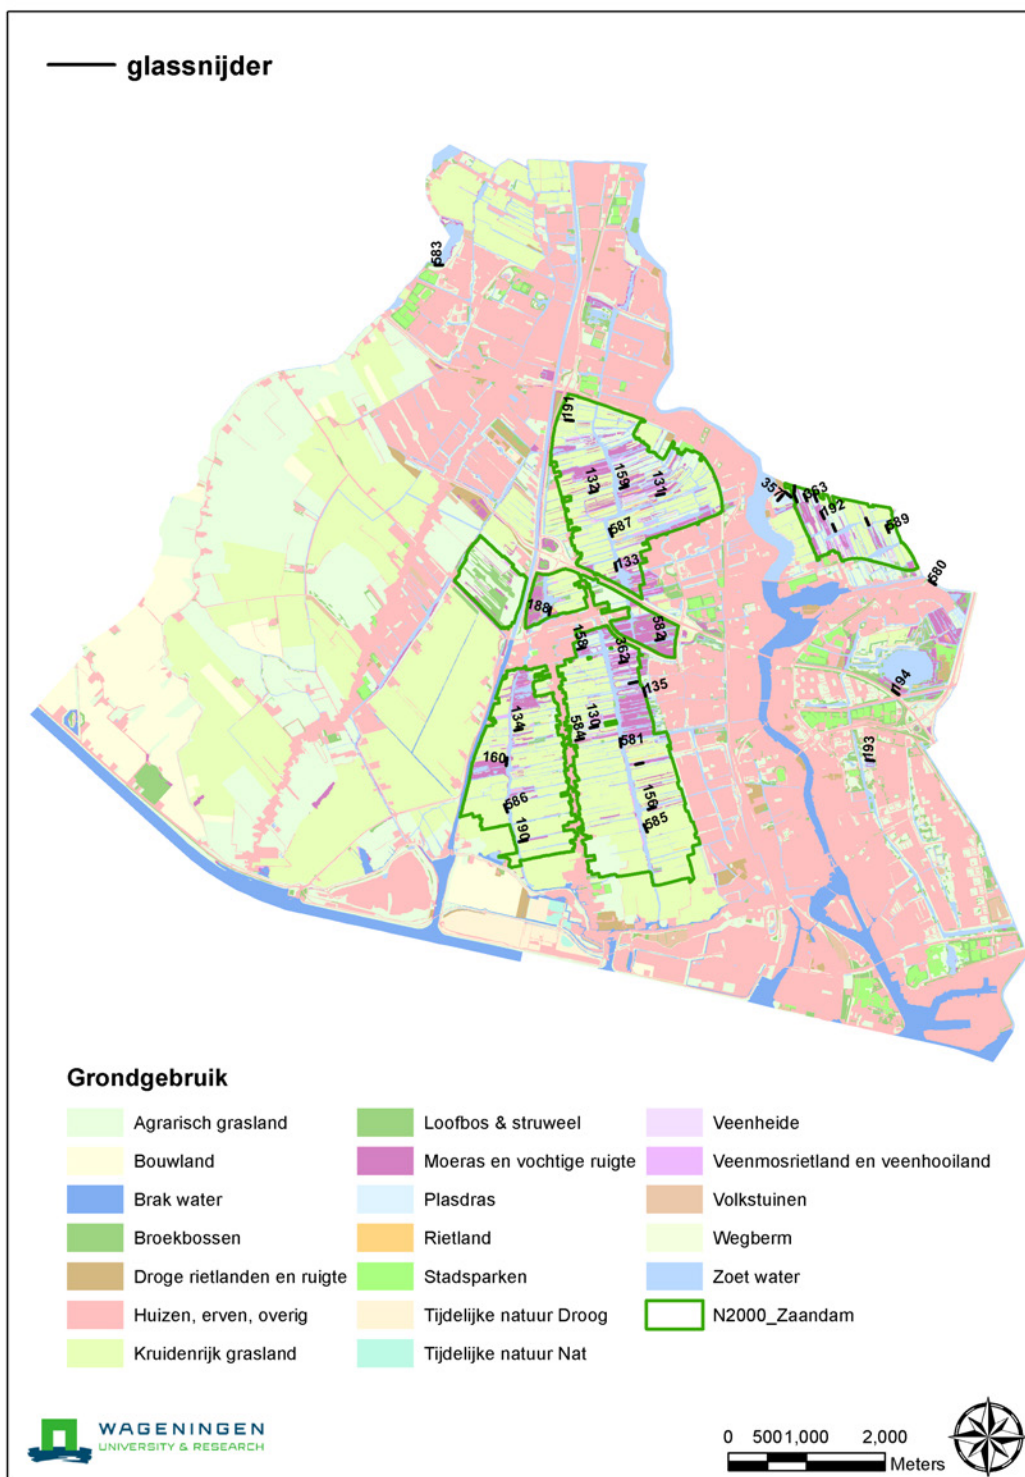 glassnijder
583
161
132
159
131
587
133
357
363
192
589
580
188
158
362
582
135
194
134
130
584
581
193
160
586
156
190
585
Grondgebruik
Agrarisch grasland
Bouwland
Brak water
Broekbossen
Droge rietlanden en ruigte
Huizen, erven, overig
Kruidenrijk grasland
Loofbos & struweel
Moeras en vochtige ruigte
Plasdras
Rietland
Stadsparken
Tijdelijke natuur Droog
Tijdelijke natuur Nat
Veenheide
Veenmosrietland en veenhooiland
Volkstuinen
Wegberm
Zoet water
N2000_Zaandam
WAGENINGEN
UNIVERSITY & RESEARCH
0 500 1,000 2,000
Meters